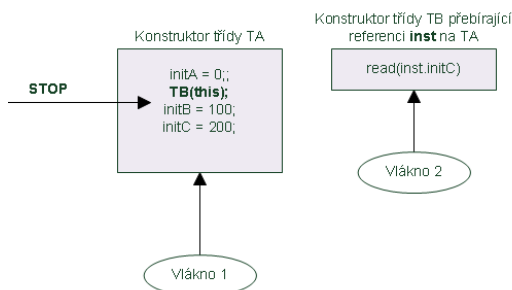 Konstruktor třídy TA
initA = 0;;
TB(this);
initB = 100;
initC = 200;
STOP
Vlákno 1
Konstruktor třídy TB přebírající
referenci inst na TA
read(inst.initC)
Vlákno 2